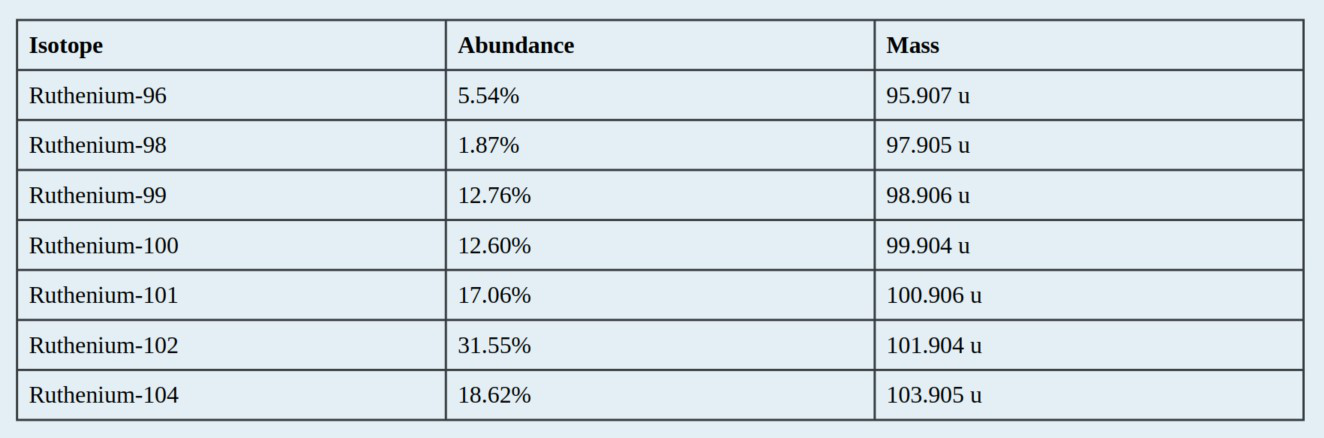 Isotope Abundance Mass
Ruthenium-96 5.54% 95.907 u
Ruthenium-98 1.87% 97.905 u
Ruthenium-99 12.76% 98.906 u
Ruthenium-100 12.60% 99.904 u
Ruthenium-101 17.06% 100.906 u
Ruthenium-102 31.55% 101.904 u
Ruthenium-104 18.62% 103.905 u